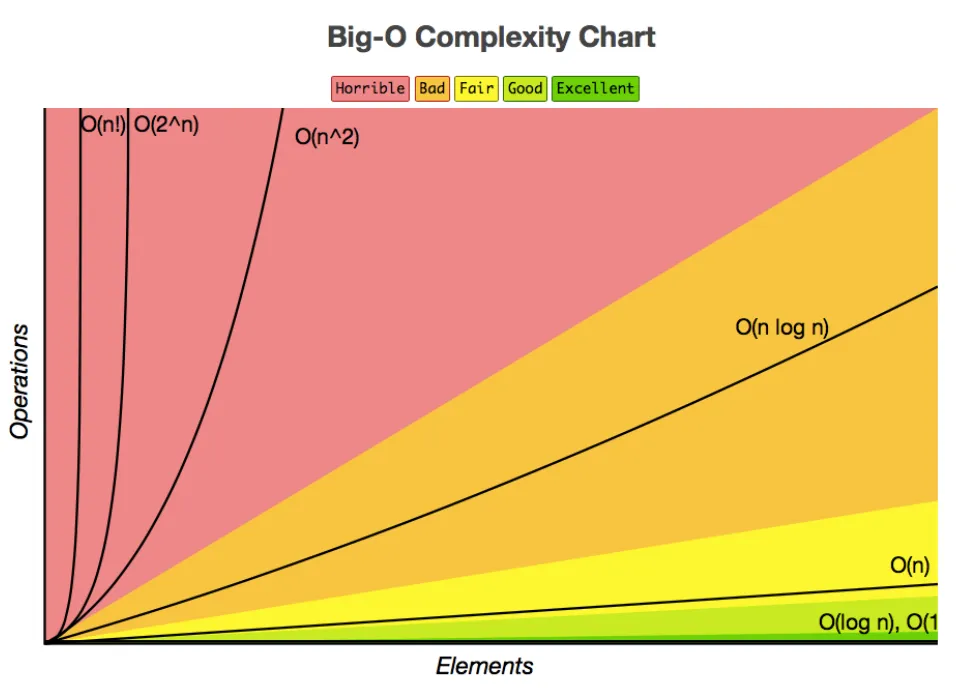 Big-O Complexity Chart
Horrible Bad Fair Good Excellent
O(n!) O(2^n)
O(n^2)
O(n log n)
O(n)
O(log n), O(1
Operations
Elements